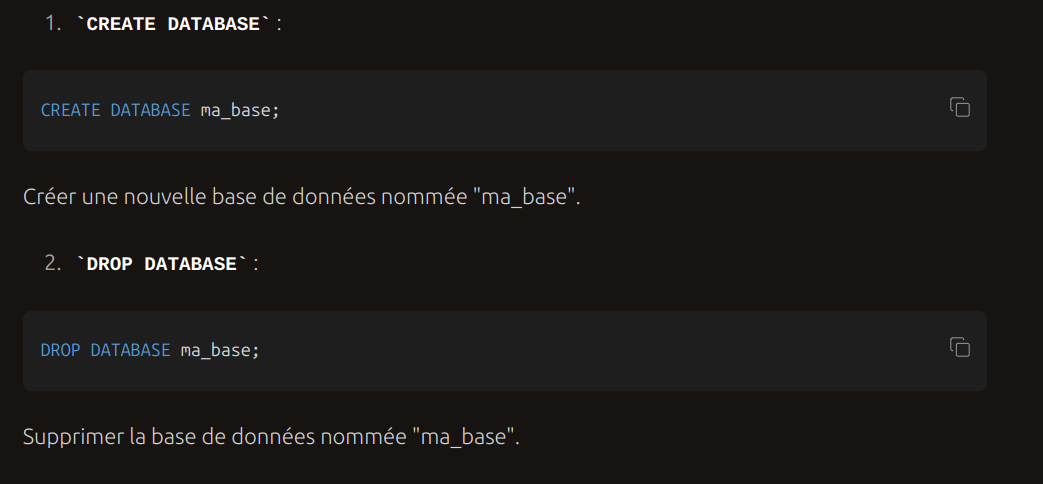 1. `CREATE DATABASE` :
CREATE DATABASE ma_base;
Créer une nouvelle base de données nommée "ma_base".
2. `DROP DATABASE` :
DROP DATABASE ma_base;
Supprimer la base de données nommée "ma_base".